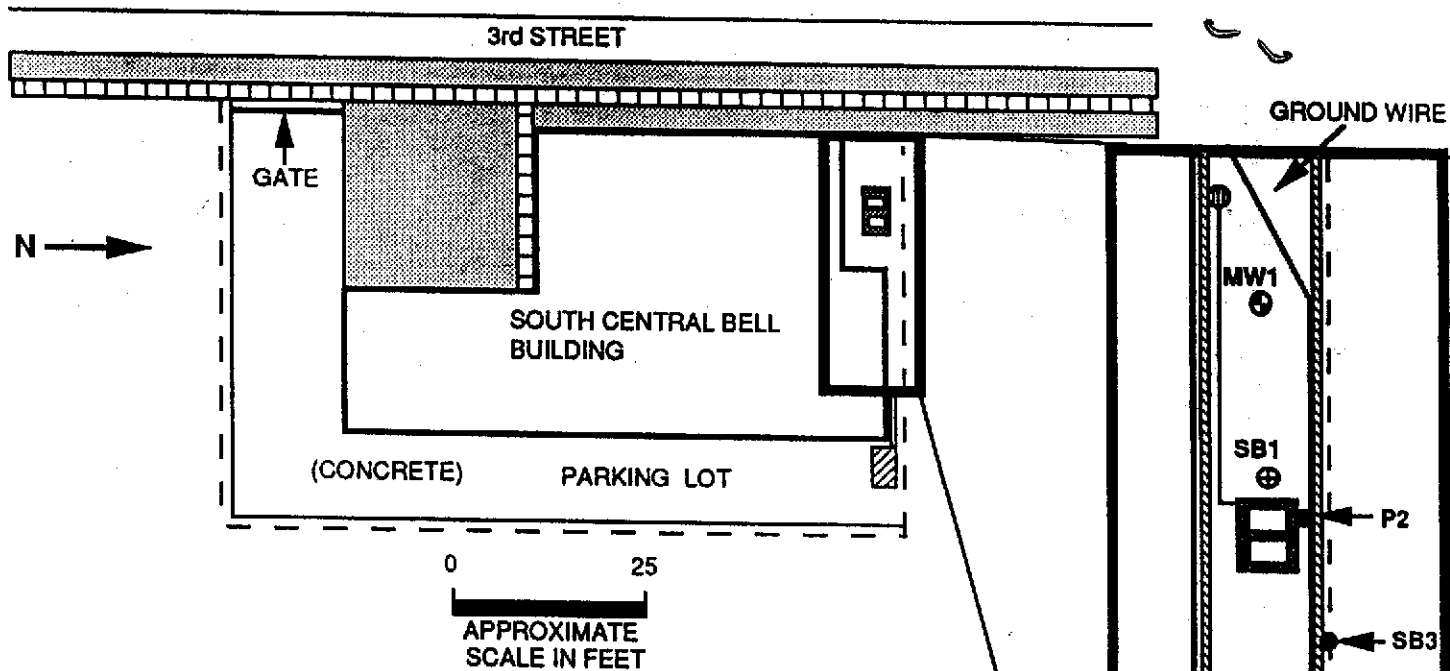 3rd STREET
GROUND WIRE
GATE
N
MW1
SOUTH CENTRAL BELL
BUILDING
SB1
(CONCRETE)
PARKING LOT
P2
0
25
APPROXIMATE
SCALE IN FEET
SB3